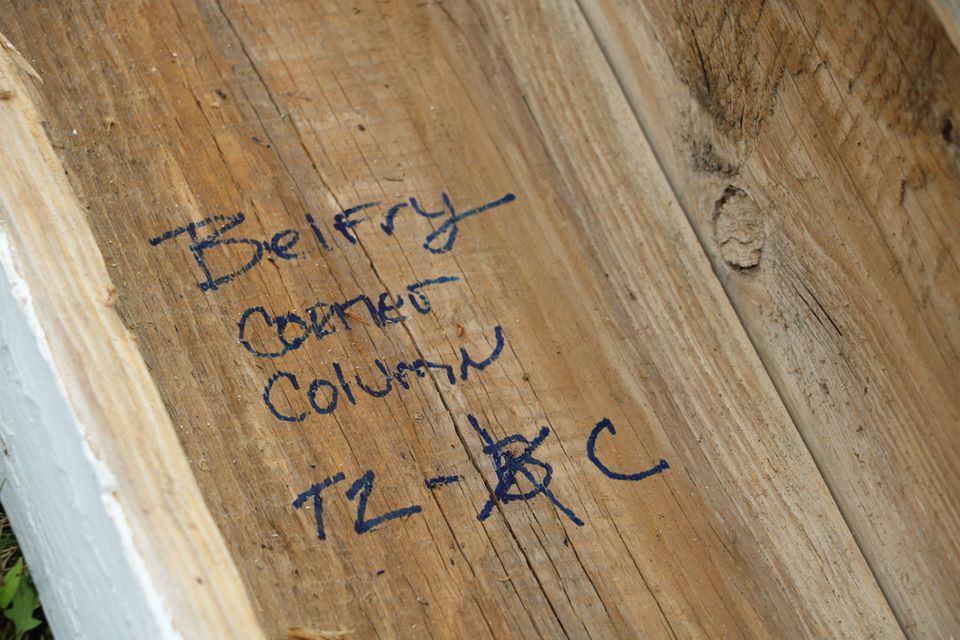 Belfry
Corner
Column
T2-B C